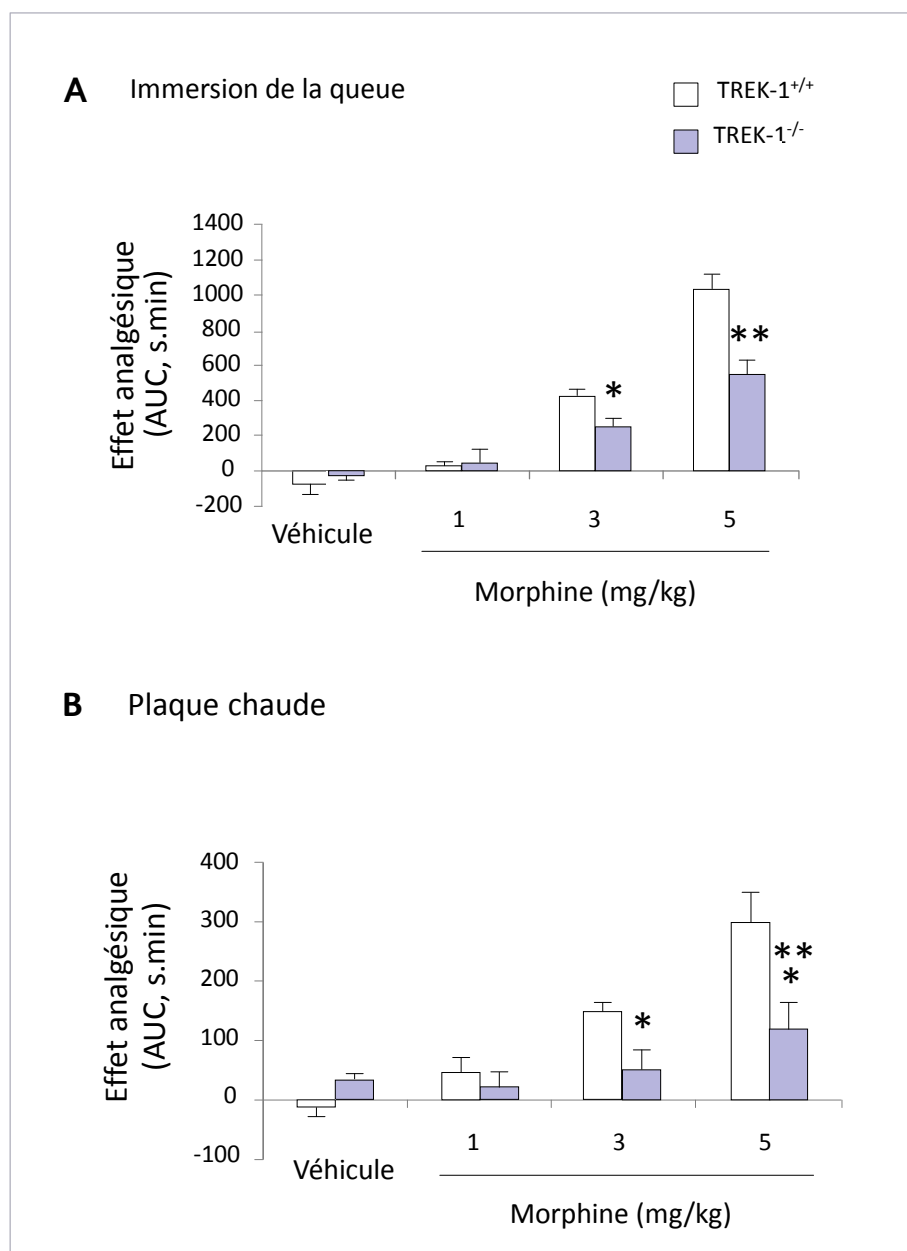 A Immersion de la queue
TREK-1+/+
TREK-1-/-
Effet analgésique
(AUC, s.min)
1400
1200
1000
800
600
400
200
0
-200
*
**
Véhicule
1
3
5
Morphine (mg/kg)
B Plaque chaude
Effet analgésique
(AUC, s.min)
400
300
200
100
0
-100
*
**
*
Véhicule
1
3
5
Morphine (mg/kg)